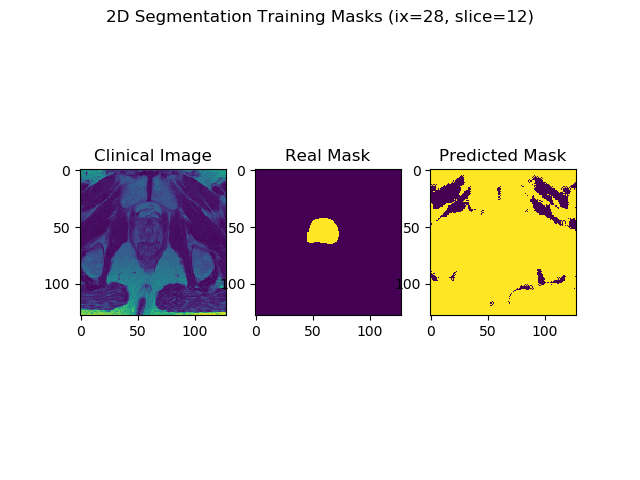 2D Segmentation Training Masks (ix=28, slice=12)
Clinical Image Real Mask Predicted Mask
0 0 0
50 50 50
100 100 100
0 50 100 0 50 100 0 50 100